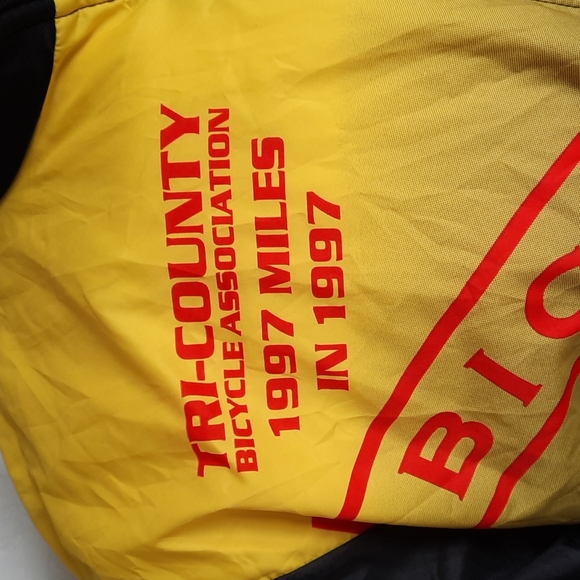 TRI-COUNTY
BICYCLE ASSOCIATION
1997 MILES
IN 1997